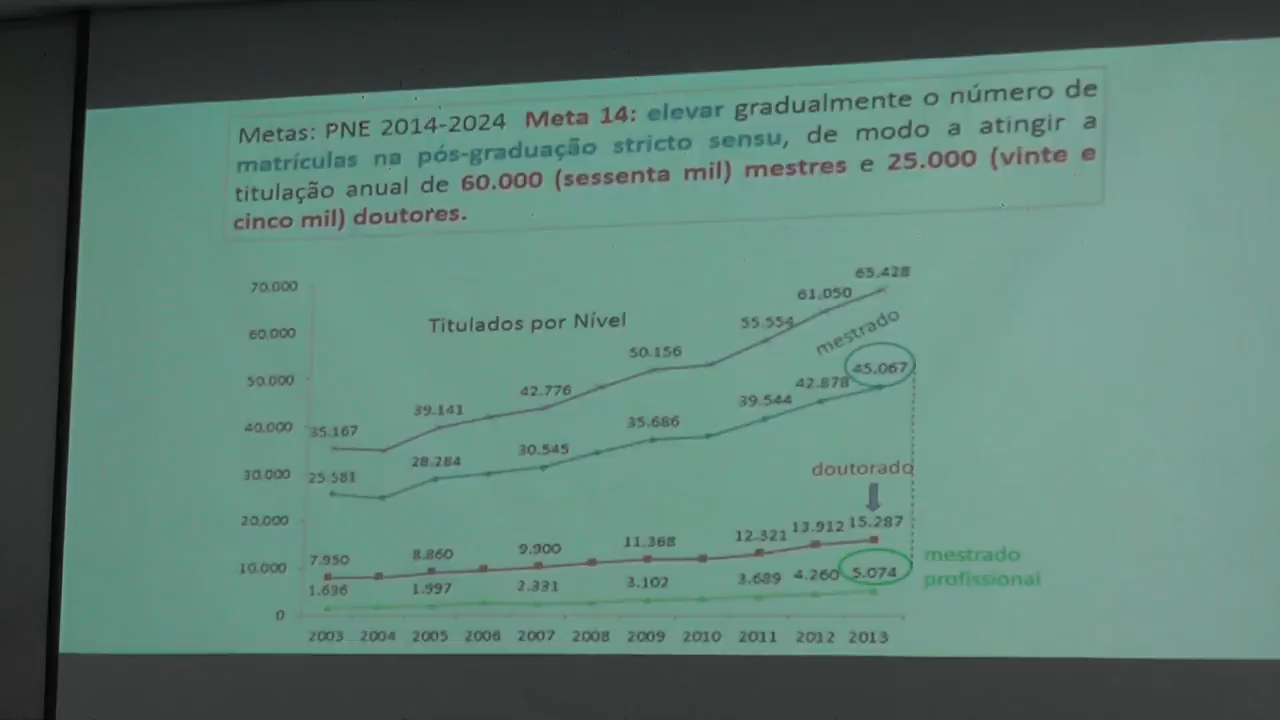 Metas: PNE 2014-2024 Meta 14: elevar gradualmente o número de
matrículas na pós-graduação stricto sensu, de modo a atingir a
titulação anual de 60.000 (sessenta mil) mestres e 25.000 (vinte e
cinco mil) doutores.
Titulados por Nível
70.000
60.000
50.000
40.000
30.000
20.000
10.000
0
35.167 39.141 42.776 50.156 55.554 61.050 65.428
mestrado
25.581 28.284 30.545 35.686 39.544 42.878 45.067
doutorado
7.950 8.860 9.900 11.368 12.321 13.912 15.287
1.636 1.997 2.331 3.102 3.689 4.260 5.074
mestrado
profissional
2003 2004 2005 2006 2007 2008 2009 2010 2011 2012 2013